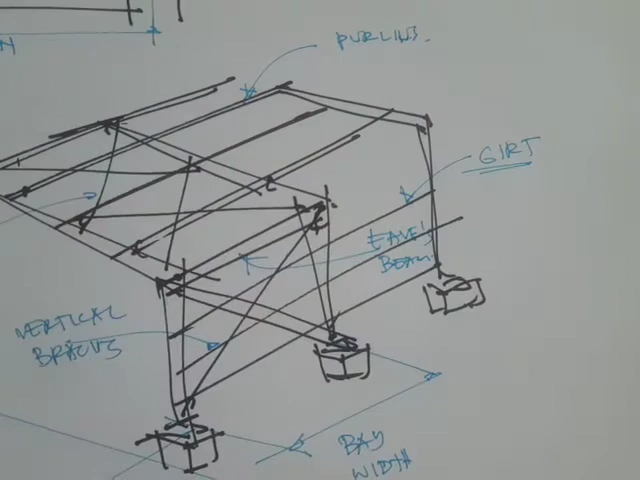 N
PURLINS.
GIRT
EAVES
BEAM
VERTICAL
BRACES
BAY
WIDTH